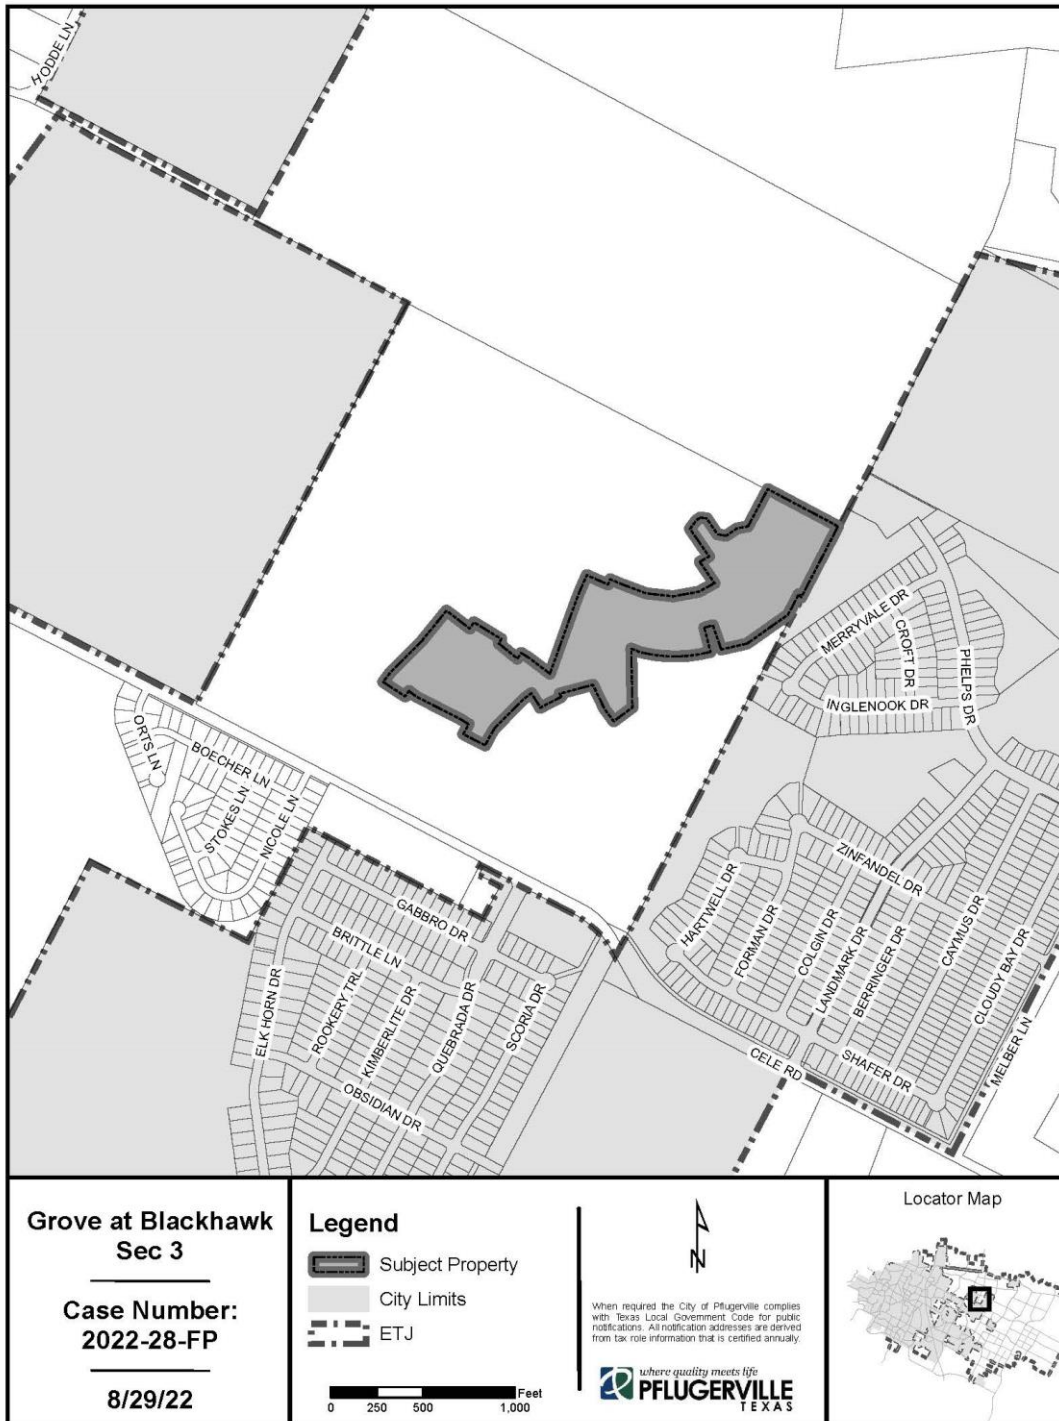 HODDE LN
MERRYVALE DR
CROFT DR
PHELPS DR
INGLENOOK DR
ORTS LN
BOECHER LN
STOKES LN
NICOLE LN
ZINFANDEL DR
GABBRO DR
HARTWELL DR
BRITTLE LN
FORMAN DR
COLGIN DR
LANDMARK DR
BERRINGER DR
CAYMUS DR
CLOUDY BAY DR
ELK HORN DR
ROOKERY TRL
KIMBERLITE DR
QUEBRADA DR
SCORIA DR
OBSIDIAN DR
CELE RD
SHAFER DR
MELBER LN
Grove at Blackhawk
Sec 3
Case Number:
2022-28-FP
8/29/22
Legend
Subject Property
City Limits
ETJ
Feet
0 250 500 1,000
N
When required the City of Pflugerville complies
with Texas Local Government Code for public
notifications. All notification addresses are derived
from tax role information that is certified annually.
where quality meets life
PFLUGERVILLE
TEXAS
Locator Map